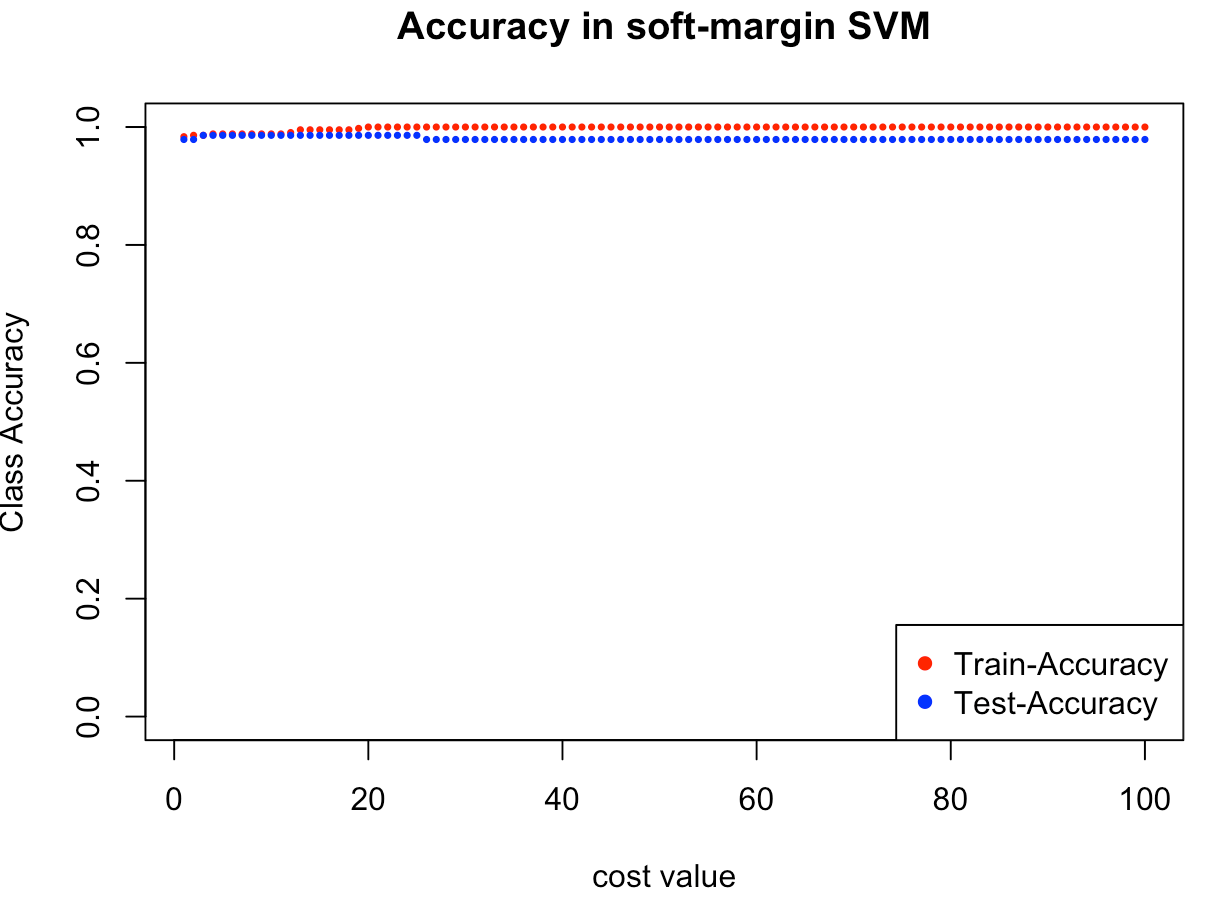 Accuracy in soft-margin SVM
Class Accuracy
1.0
0.8
0.6
0.4
0.2
0.0
Train-Accuracy
Test-Accuracy
0 20 40 60 80 100
cost value